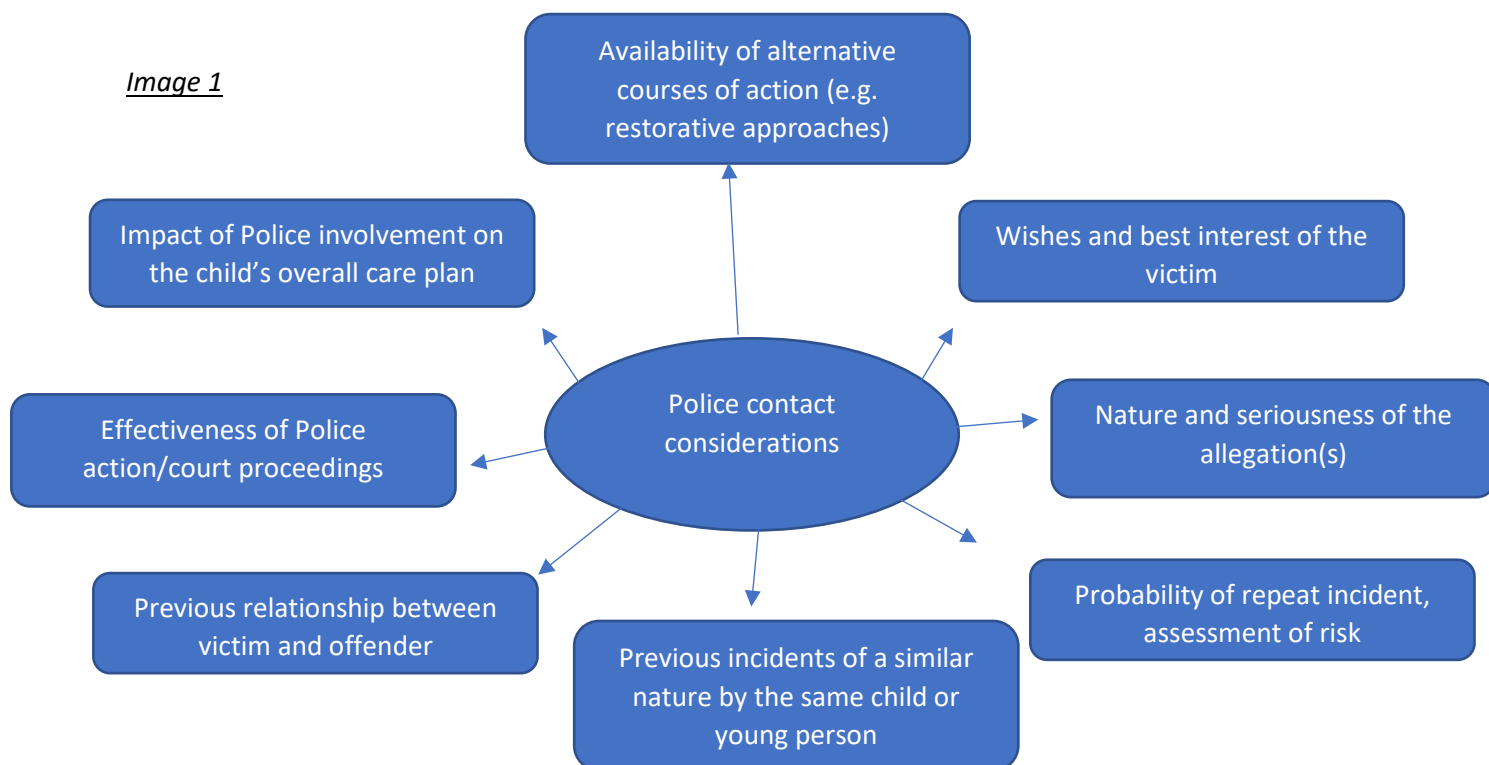 Image 1
Availability of alternative
courses of action (e.g.
restorative approaches)
Impact of Police involvement on
the child's overall care plan
Wishes and best interest of the
victim
Police contact
considerations
Effectiveness of Police
action/court proceedings
Nature and seriousness of the
allegation(s)
Previous relationship between
victim and offender
Previous incidents of a similar
nature by the same child or
young person
Probability of repeat incident,
assessment of risk